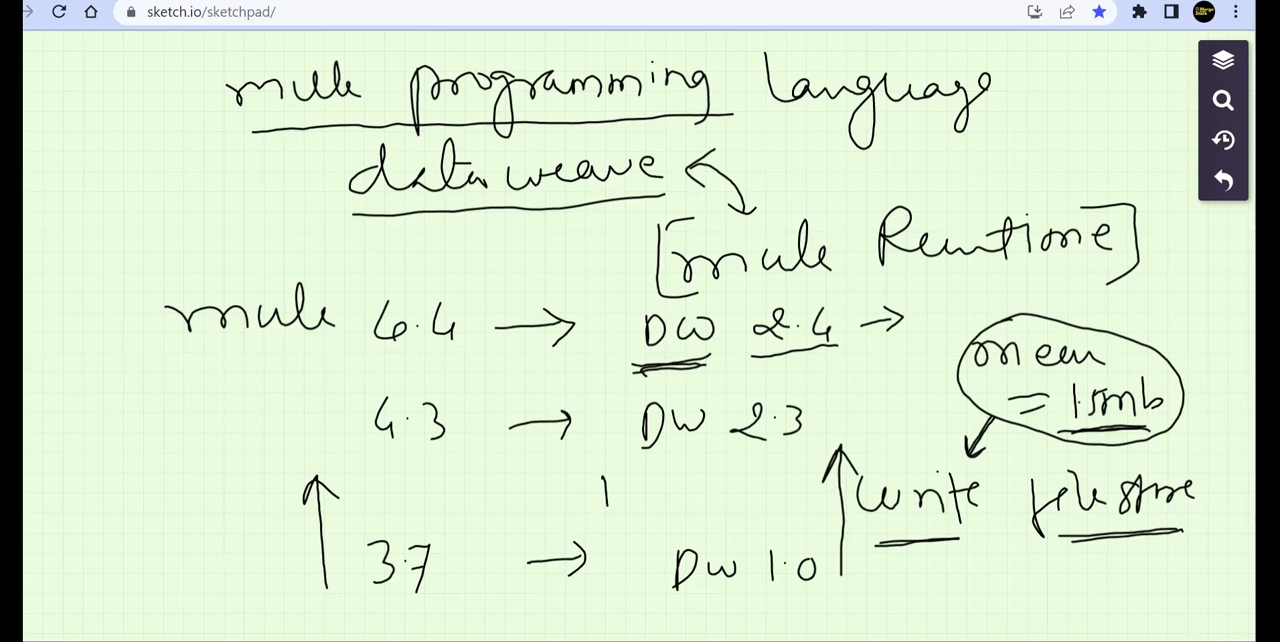 sketch.io/sketchpad/
mule programming language
data weave
[mule Runtime]
mule 4.4 → DW 2.4 →
mem
= 1.5mb
4.3 → DW 2.3
write file store
3.7 → DW 1.0